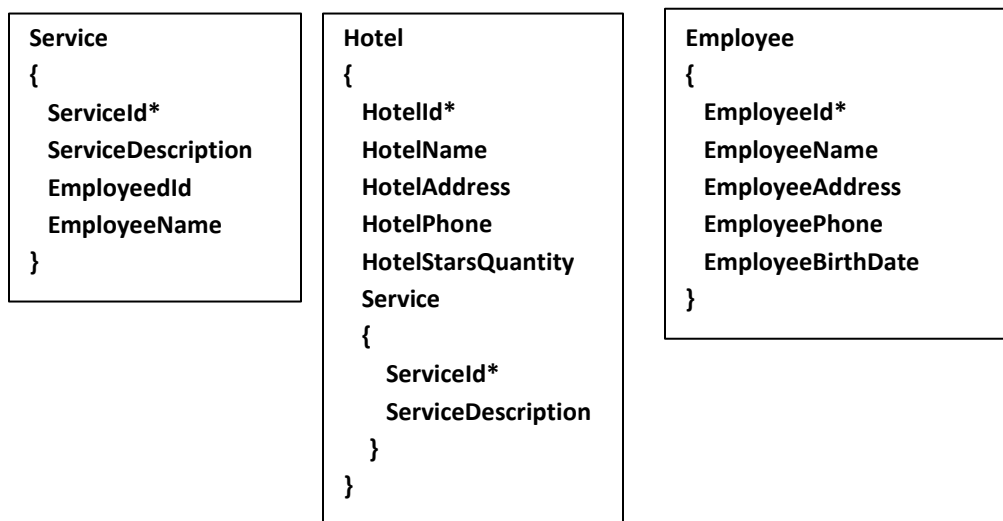 Service
{
ServiceId*
ServiceDescription
EmployeedId
EmployeeName
}
Hotel
{
HotelId*
HotelName
HotelAddress
HotelPhone
HotelStarsQuantity
Service
{
ServiceId*
ServiceDescription
}
}
Employee
{
EmployeeId*
EmployeeName
EmployeeAddress
EmployeePhone
EmployeeBirthDate
}